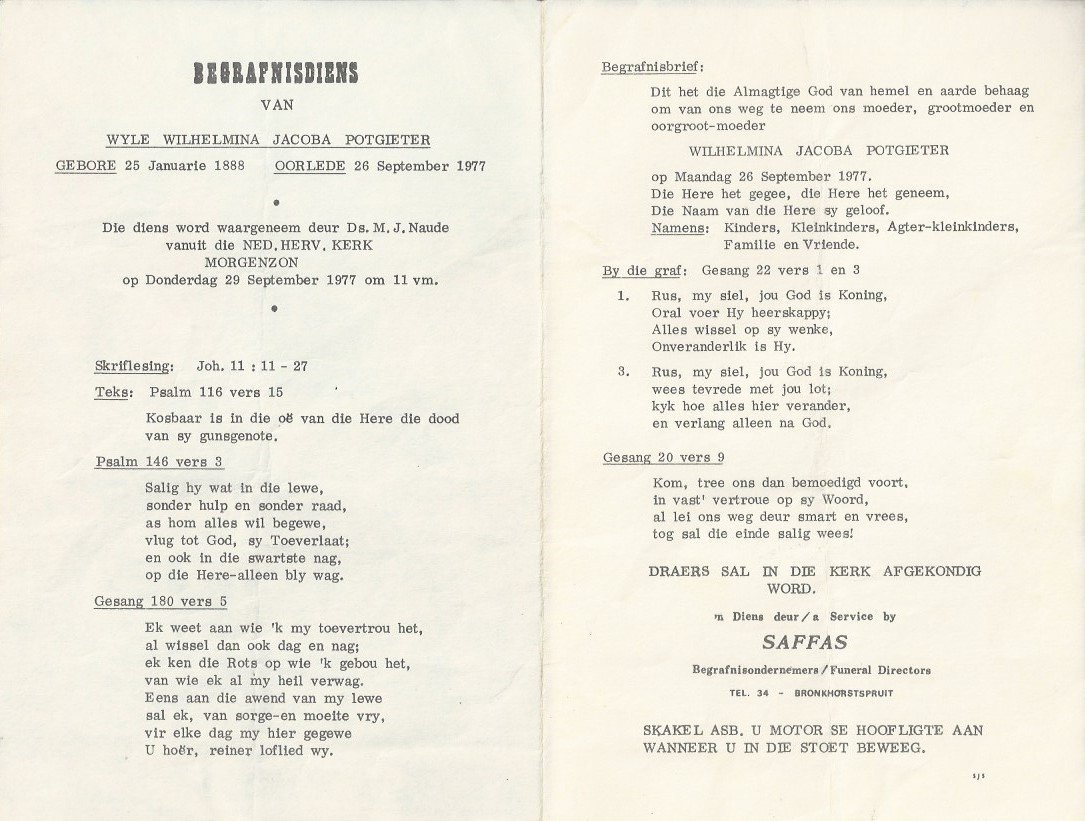 BEGRAFNISDIENS
VAN
WYLE WILHELMINA JACOBA POTGIETER
GEBORE 25 Januarie 1888 OORLEDE 26 September 1977
Die diens word waargeneem deur Ds. M. J. Naude
vanuit die NED. HERV. KERK
MORGENZON
op Donderdag 29 September 1977 om 11 vm.
Skriflesing: Joh. 11 : 11 - 27
Teks: Psalm 116 vers 15
Kosbaar is in die oë van die Here die dood
van sy gunsgenote.
Psalm 146 vers 3
Salig hy wat in die lewe,
sonder hulp en sonder raad,
as hom alles wil begewe,
vlug tot God, sy Toeverlaat;
en ook in die swartste nag,
op die Here-alleen bly wag.
Gesang 180 vers 5
Ek weet aan wie 'k my toevertrou het,
al wissel dan ook dag en nag;
ek ken die Rots op wie 'k gebou het,
van wie ek al my heil verwag.
Eens aan die awend van my lewe
sal ek, van sorge-en moeite vry,
vir elke dag my hier gegewe
U hoër, reiner loflied wy.
Begrafnisbrief:
Dit het die Almagtige God van hemel en aarde behaag
om van ons weg te neem ons moeder, grootmoeder en
oorgroot-moeder
WILHELMINA JACOBA POTGIETER
op Maandag 26 September 1977.
Die Here het gegee, die Here het geneem,
Die Naam van die Here sy geloof.
Namens: Kinders, Kleinkinders, Agter-kleinkinders,
Familie en Vriende.
By die graf: Gesang 22 vers 1 en 3
1. Rus, my siel, jou God is Koning,
Oral voer Hy heerskappy;
Alles wissel op sy wenke,
Onveranderlik is Hy.
3. Rus, my siel, jou God is Koning,
wees tevrede met jou lot;
kyk hoe alles hier verander,
en verlang alleen na God.
Gesang 20 vers 9
Kom, tree ons dan bemoedigd voort,
in vast' vertroue op sy Woord,
al lei ons weg deur smart en vrees,
tog sal die einde salig wees!
DRAERS SAL IN DIE KERK AFGEKONDIG
WORD.
'n Diens deur/a Service by
SAFFAS
Begrafnisondernemers/Funeral Directors
TEL. 34 - BRONKHORSTSPRUIT
SKAKEL ASB. U MOTOR SE HOOFLIGTE AAN
WANNEER U IN DIE STOET BEWEEG.
sjs